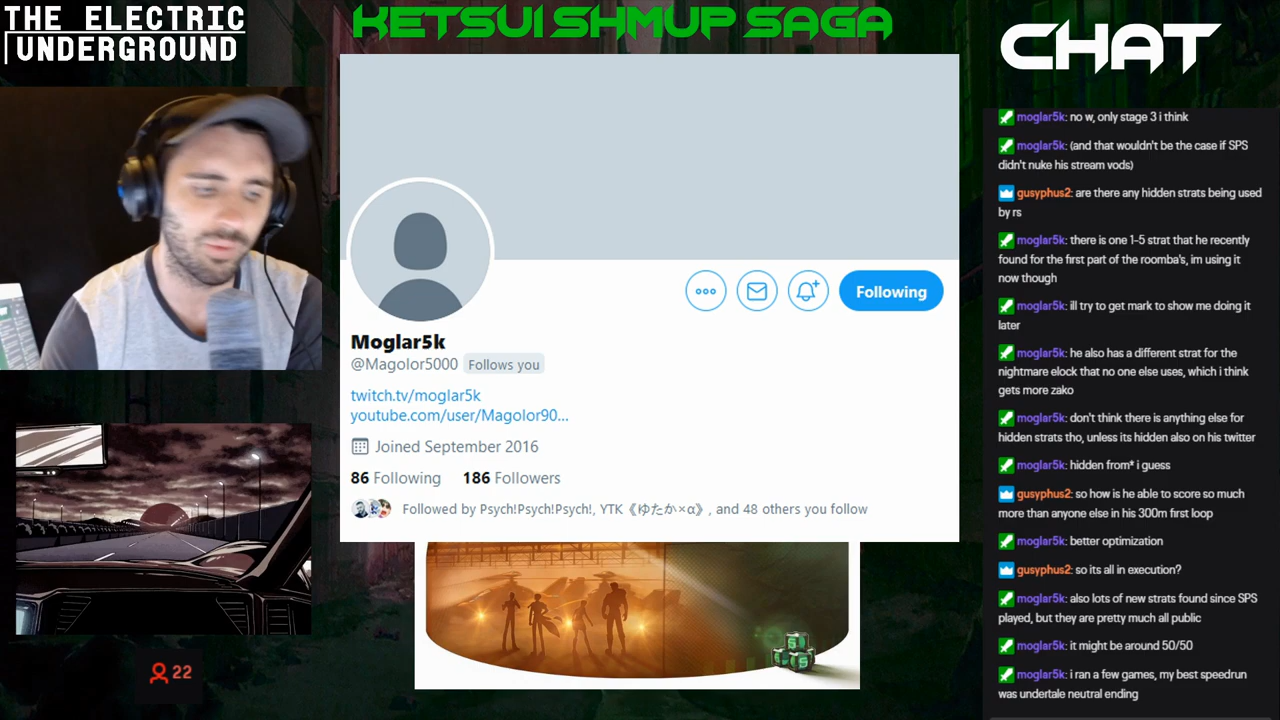 THE ELECTRIC
UNDERGROUND
KETSUI SHMUP SAGA
CHAT
Following
Moglar5k
@Magolor5000 Follows you
twitch.tv/moglar5k
youtube.com/user/Magolor90...
Joined September 2016
86 Following 186 Followers
Followed by Psych!Psych!Psych!, YTK《ゆたか×α》, and 48 others you follow
22
moglar5k: no w, only stage 3 i think
moglar5k: (and that wouldn't be the case if SPS
didn't nuke his stream vods)
gusyphus2: are there any hidden strats being used
by rs
moglar5k: there is one 1-5 strat that he recently
found for the first part of the roomba's, im using it
now though
moglar5k: ill try to get mark to show me doing it
later
moglar5k: he also has a different strat for the
nightmare elock that no one else uses, which i think
gets more zako
moglar5k: don't think there is anything else for
hidden strats tho, unless its hidden also on his twitter
moglar5k: hidden from* i guess
gusyphus2: so how is he able to score so much
more than anyone else in his 300m first loop
moglar5k: better optimization
gusyphus2: so its all in execution?
moglar5k: also lots of new strats found since SPS
played, but they are pretty much all public
moglar5k: it might be around 50/50
moglar5k: i ran a few games, my best speedrun
was undertale neutral ending